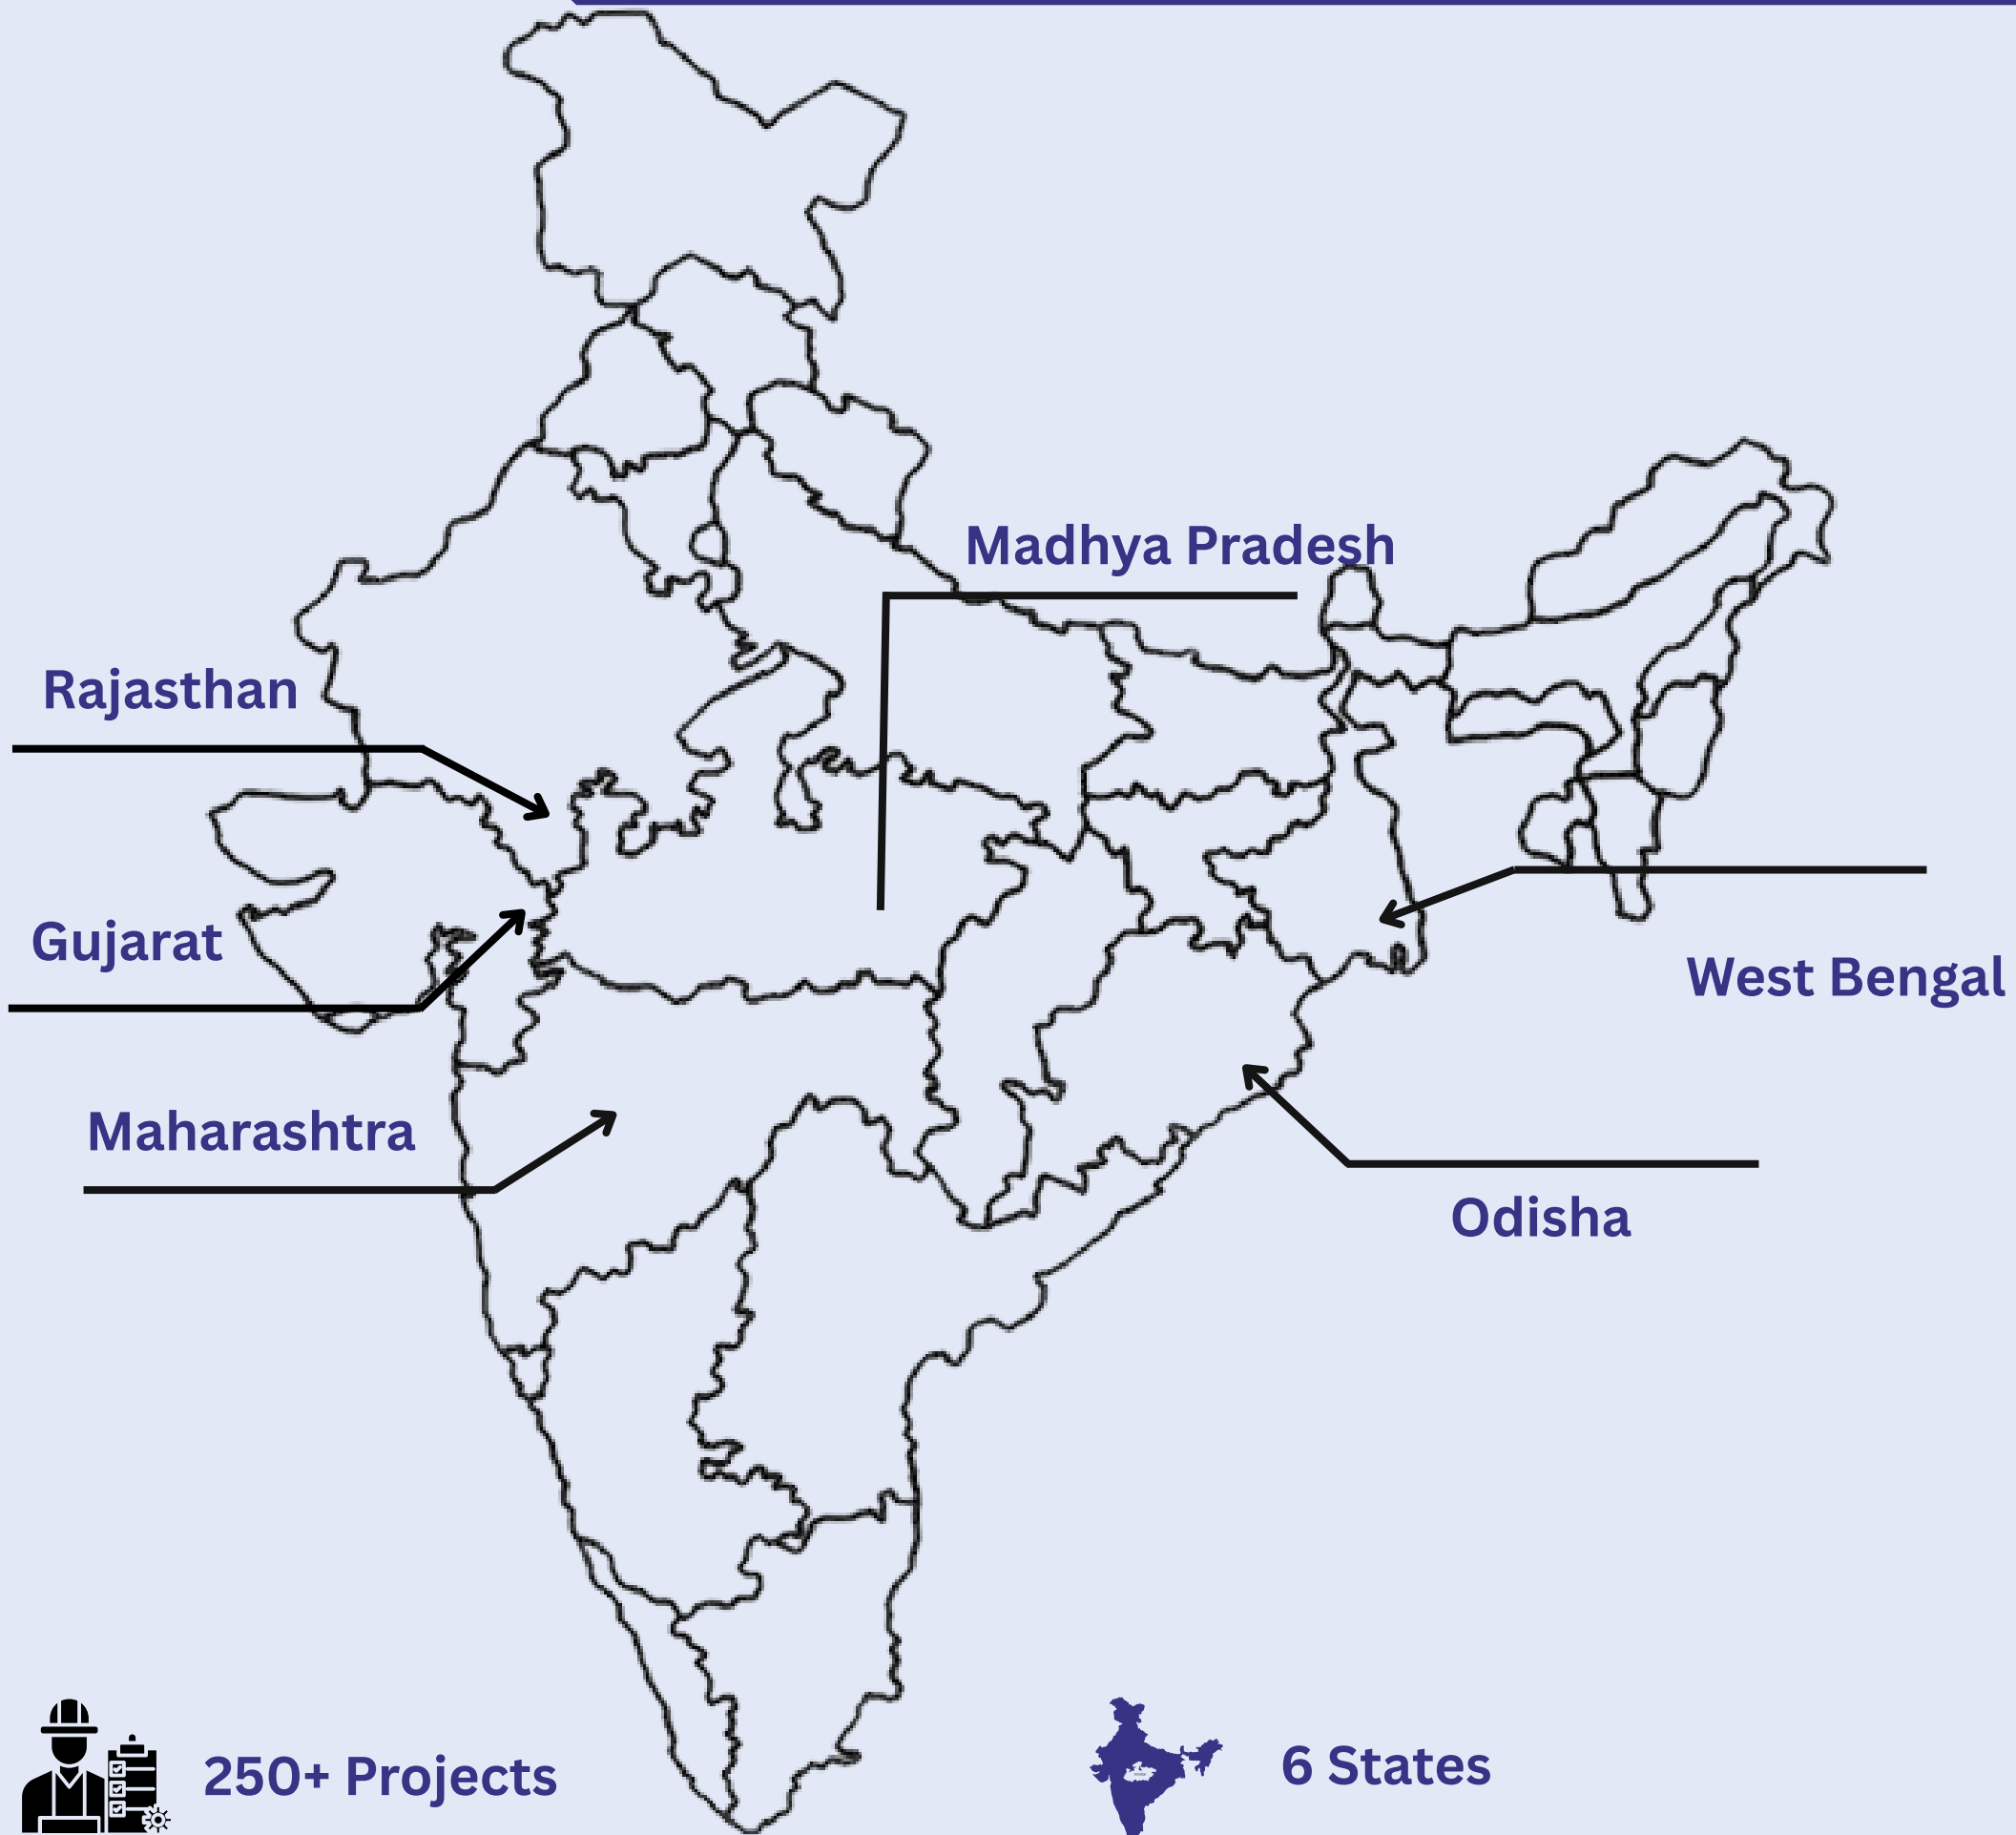 Madhya Pradesh
Rajasthan
Gujarat
West Bengal
Maharashtra
Odisha
250+ Projects
6 States